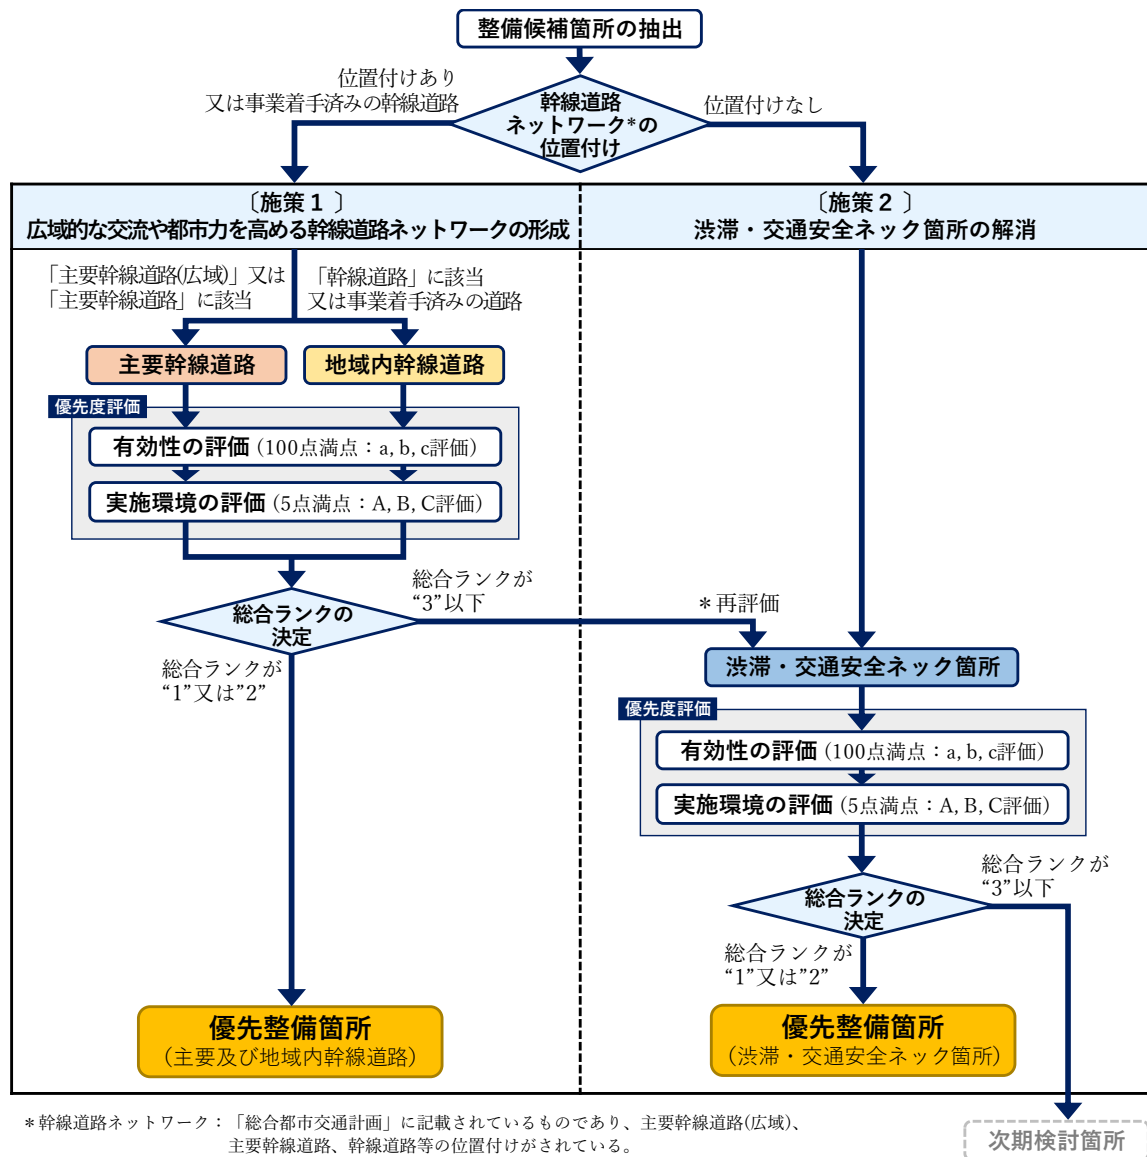 整備候補箇所の抽出
位置付けあり
又は事業着手済みの幹線道路
幹線道路
ネットワーク*の
位置付け
位置付けなし
〔施策１〕
広域的な交流や都市力を高める幹線道路ネットワークの形成
〔施策２〕
渋滞・交通安全ネック箇所の解消
「主要幹線道路(広域)」又は
「主要幹線道路」に該当
「幹線道路」に該当
又は事業着手済みの道路
主要幹線道路
地域内幹線道路
優先度評価
有効性の評価 (100点満点：a, b, c評価)
実施環境の評価 (5点満点：A, B, C評価)
総合ランクの
決定
総合ランクが
“3”以下
＊再評価
総合ランクが
“1”又は”2”
渋滞・交通安全ネック箇所
優先度評価
有効性の評価 (100点満点：a, b, c評価)
実施環境の評価 (5点満点：A, B, C評価)
総合ランクの
決定
総合ランクが
“3”以下
総合ランクが
“1”又は”2”
優先整備箇所
（主要及び地域内幹線道路）
優先整備箇所
（渋滞・交通安全ネック箇所）
＊幹線道路ネットワーク：「総合都市交通計画」に記載されているものであり、主要幹線道路(広域)、
主要幹線道路、幹線道路等の位置付けがされている。
次期検討箇所